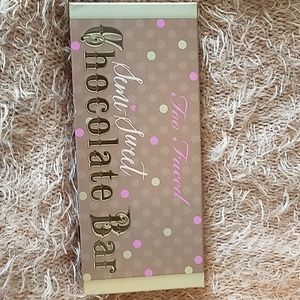 Too Faced
Semi-Sweet
Chocolate Bar